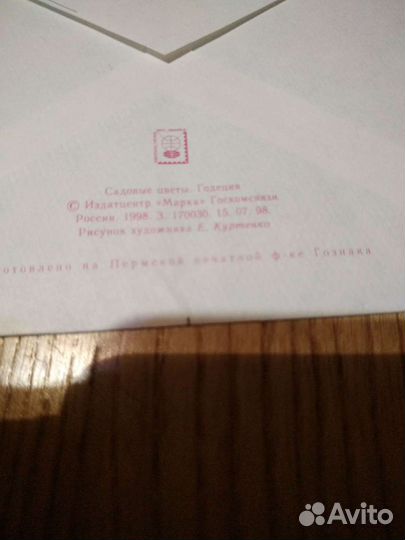 Садовые цветы. Годеция
© Издатцентр «Марка» Госкомсвязи
России. 1998. З. 170030. 15. 07. 98.
Рисунок художника Е. Куртенко
отовлено на Пермской печатной ф-ке Гознака
Avito